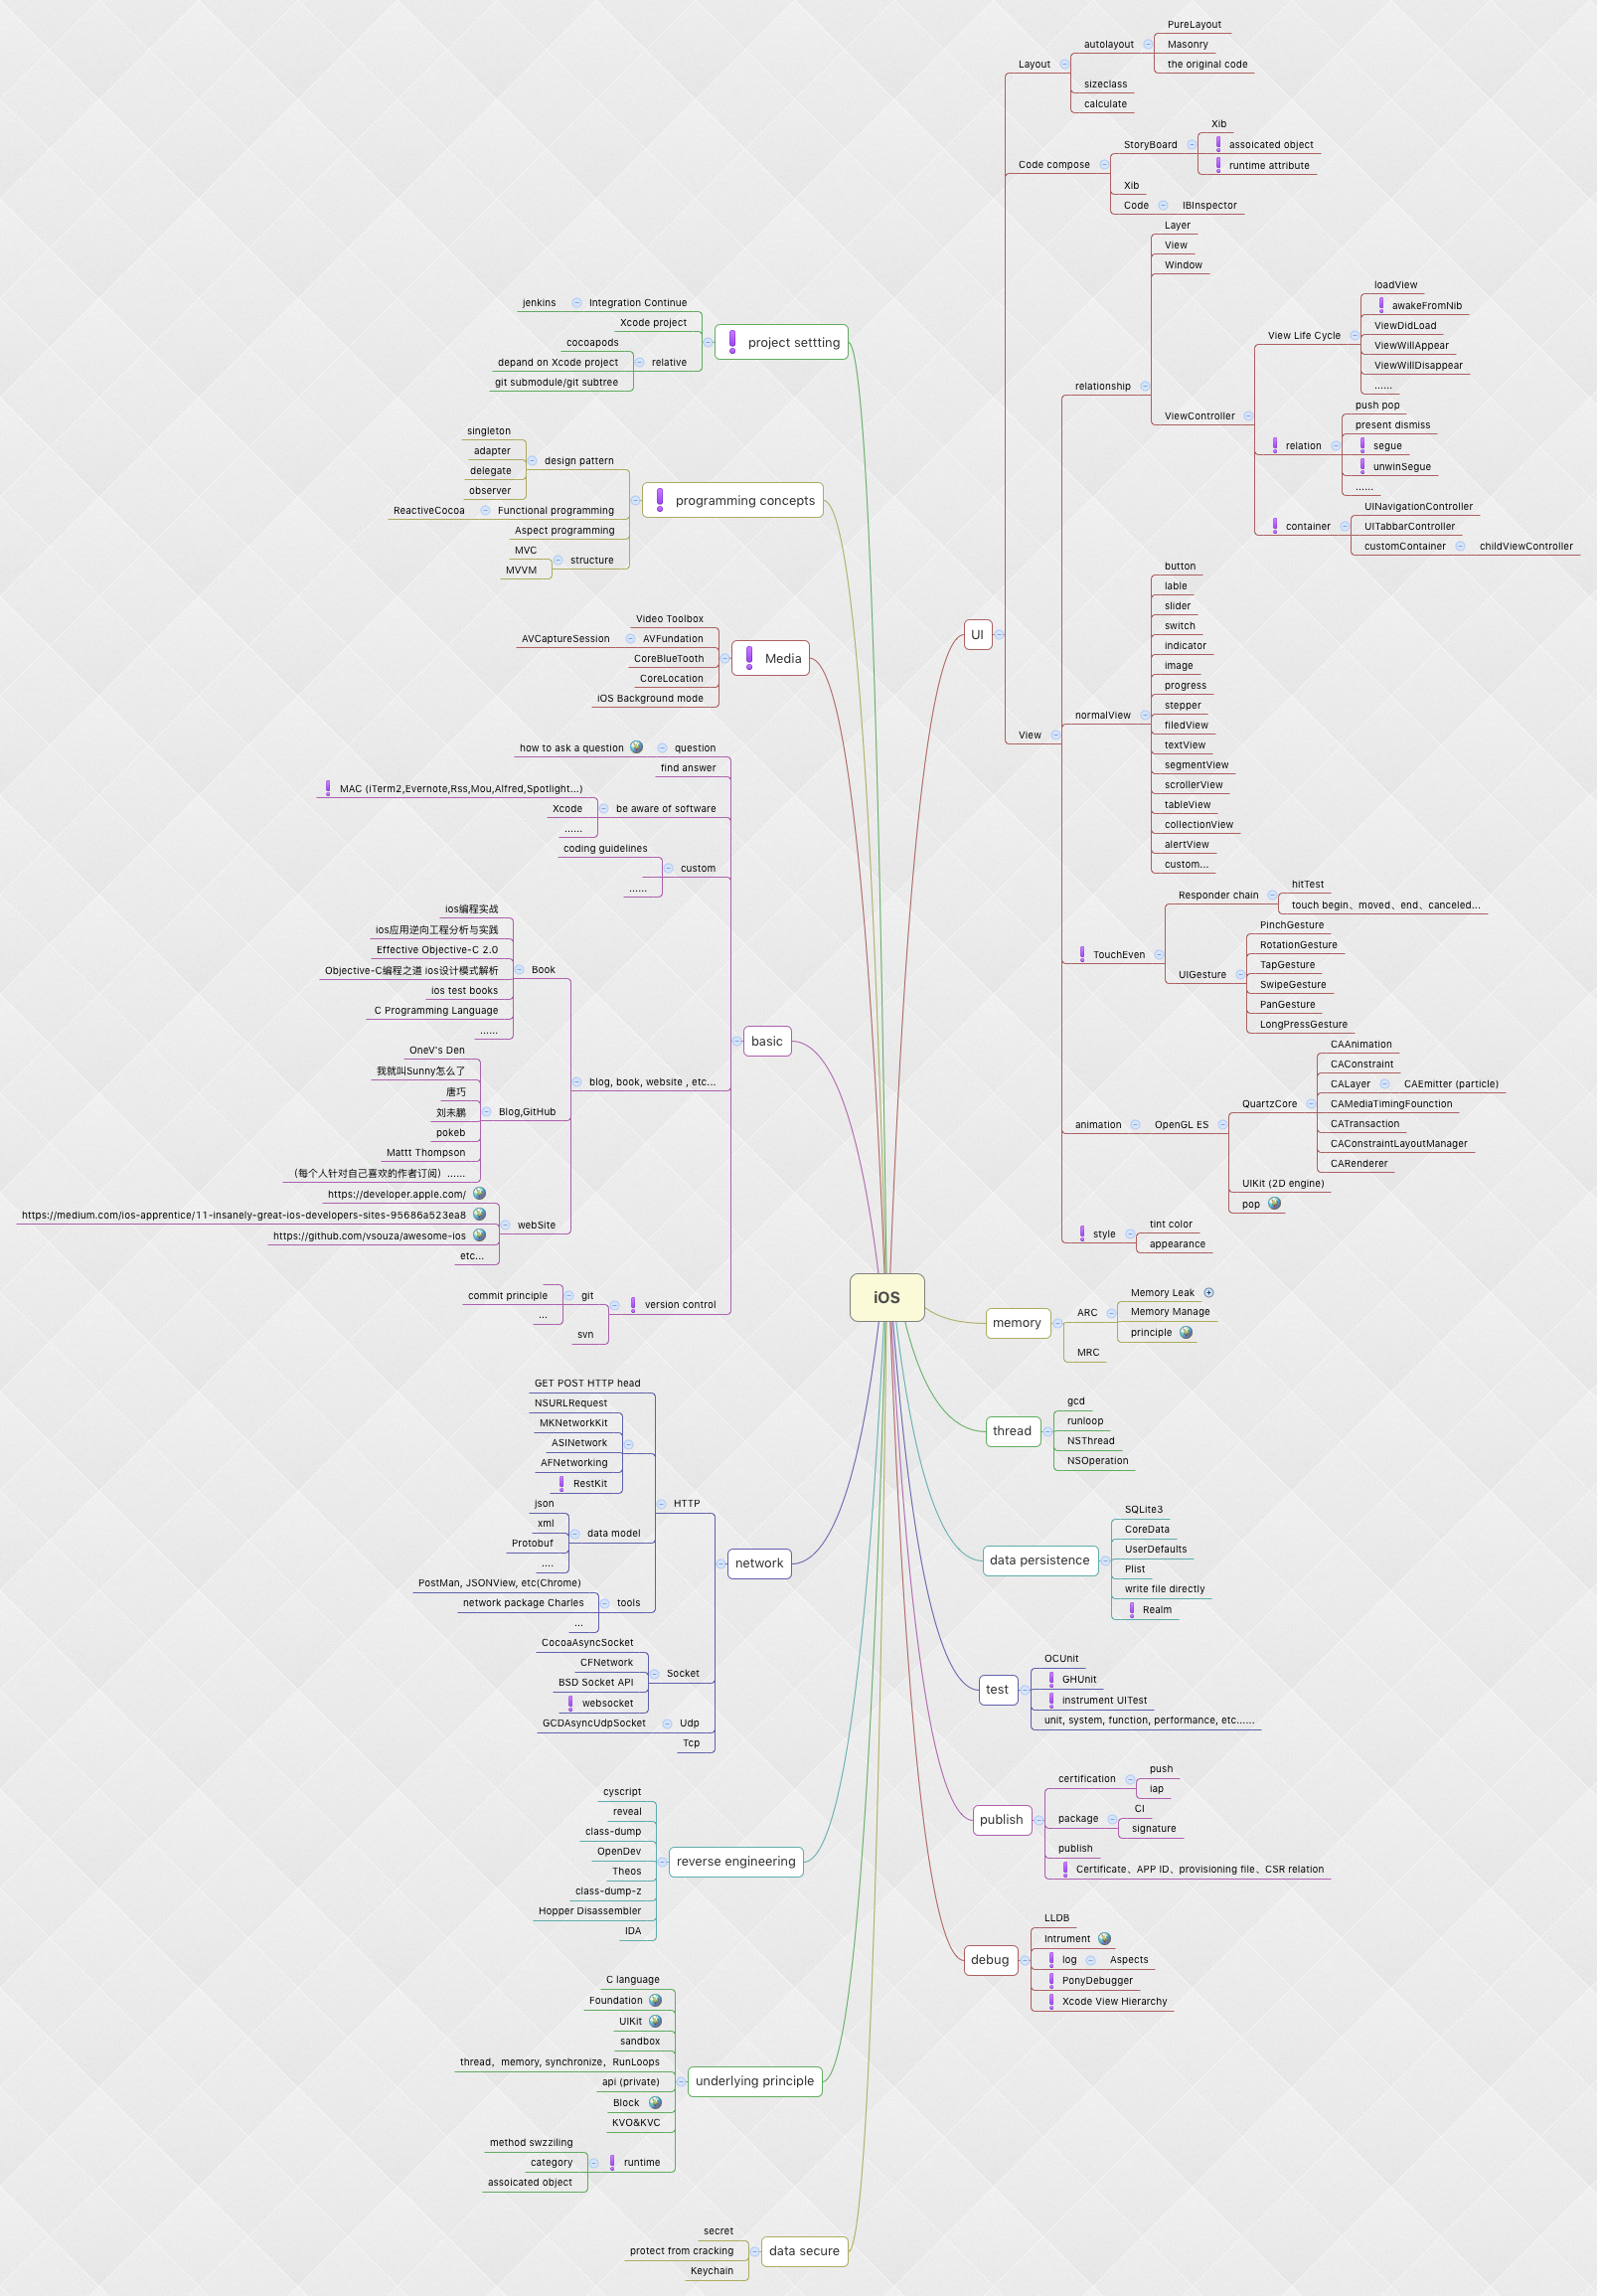 iOS
UI
Layout
autolayout
PureLayout
Masonry
the original code
sizeclass
calculate
Code compose
StoryBoard
Xib
assoicated object
runtime attribute
Xib
Code
IBInspector
View
relationship
Layer
View
Window
ViewController
View Life Cycle
loadView
awakeFromNib
ViewDidLoad
ViewWillAppear
ViewWillDisappear
......
relation
push pop
present dismiss
segue
unwinSegue
......
container
UINavigationController
UITabbarController
customContainer
childViewController
normalView
button
lable
slider
switch
indicator
image
progress
stepper
filedView
textView
segmentView
scrollerView
tableView
collectionView
alertView
custom...
TouchEven
Responder chain
hitTest
touch begin、moved、end、canceled...
UIGesture
PinchGesture
RotationGesture
TapGesture
SwipeGesture
PanGesture
LongPressGesture
animation
OpenGL ES
QuartzCore
CAAnimation
CAConstraint
CALayer
CAEmitter (particle)
CAMediaTimingFounction
CATransaction
CAConstraintLayoutManager
CARenderer
UIKit (2D engine)
pop
style
tint color
appearance
memory
ARC
Memory Leak
Memory Manage
principle
MRC
thread
gcd
runloop
NSThread
NSOperation
data persistence
SQLite3
CoreData
UserDefaults
Plist
write file directly
Realm
test
OCUnit
GHUnit
instrument UITest
unit, system, function, performance, etc......
publish
certification
push
iap
package
CI
signature
publish
Certificate、APP ID、provisioning file、CSR relation
debug
LLDB
Intrument
log
Aspects
PonyDebugger
Xcode View Hierarchy
project settting
Integration Continue
jenkins
Xcode project
relative
cocoapods
depand on Xcode project
git submodule/git subtree
programming concepts
design pattern
singleton
adapter
delegate
observer
Functional programming
ReactiveCocoa
Aspect programming
structure
MVC
MVVM
Media
Video Toolbox
AVFundation
AVCaptureSession
CoreBlueTooth
CoreLocation
iOS Background mode
basic
question
how to ask a question
find answer
be aware of software
MAC (iTerm2,Evernote,Rss,Mou,Alfred,Spotlight...)
Xcode
......
custom
coding guidelines
......
blog, book, website , etc...
Book
ios编程实战
ios应用逆向工程分析与实践
Effective Objective-C 2.0
Objective-C编程之道 ios设计模式解析
ios test books
C Programming Language
......
Blog,GitHub
OneV's Den
我就叫Sunny怎么了
唐巧
刘未鹏
pokeb
Mattt Thompson
（每个人针对自己喜欢的作者订阅）......
webSite
https://developer.apple.com/
https://medium.com/ios-apprentice/11-insanely-great-ios-developers-sites-95686a523ea8
https://github.com/vsouza/awesome-ios
etc...
version control
git
commit principle
...
svn
network
HTTP
GET POST HTTP head
NSURLRequest
MKNetworkKit
ASINetwork
AFNetworking
RestKit
data model
json
xml
Protobuf
....
tools
PostMan, JSONView, etc(Chrome)
network package Charles
...
Socket
CocoaAsyncSocket
CFNetwork
BSD Socket API
websocket
Udp
GCDAsyncUdpSocket
Tcp
reverse engineering
cyscript
reveal
class-dump
OpenDev
Theos
class-dump-z
Hopper Disassembler
IDA
underlying principle
C language
Foundation
UIKit
sandbox
thread，memory, synchronize，RunLoops
api (private)
Block
KVO&KVC
runtime
method swzziling
category
assoicated object
data secure
secret
protect from cracking
Keychain